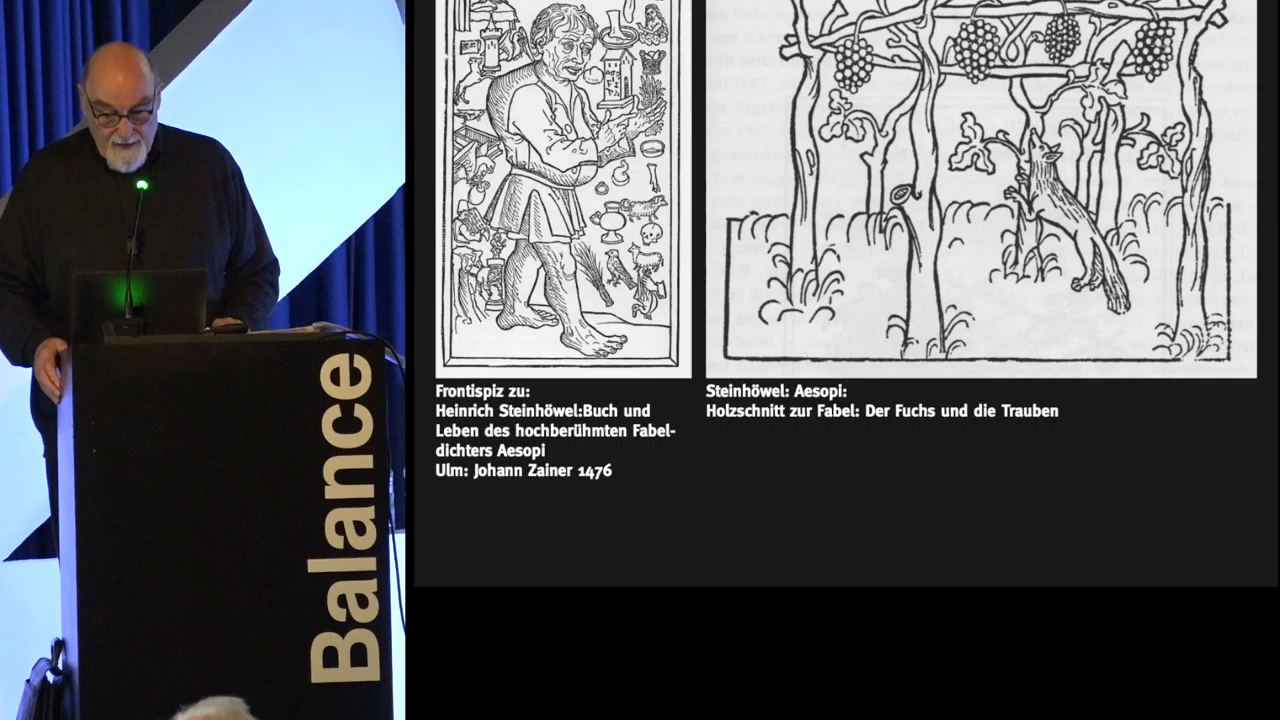 Balance
Frontispiz zu:
Heinrich Steinhöwel:Buch und
Leben des hochberühmten Fabel-
dichters Aesopi
Ulm: Johann Zainer 1476
Steinhöwel: Aesopi:
Holzschnitt zur Fabel: Der Fuchs und die Trauben